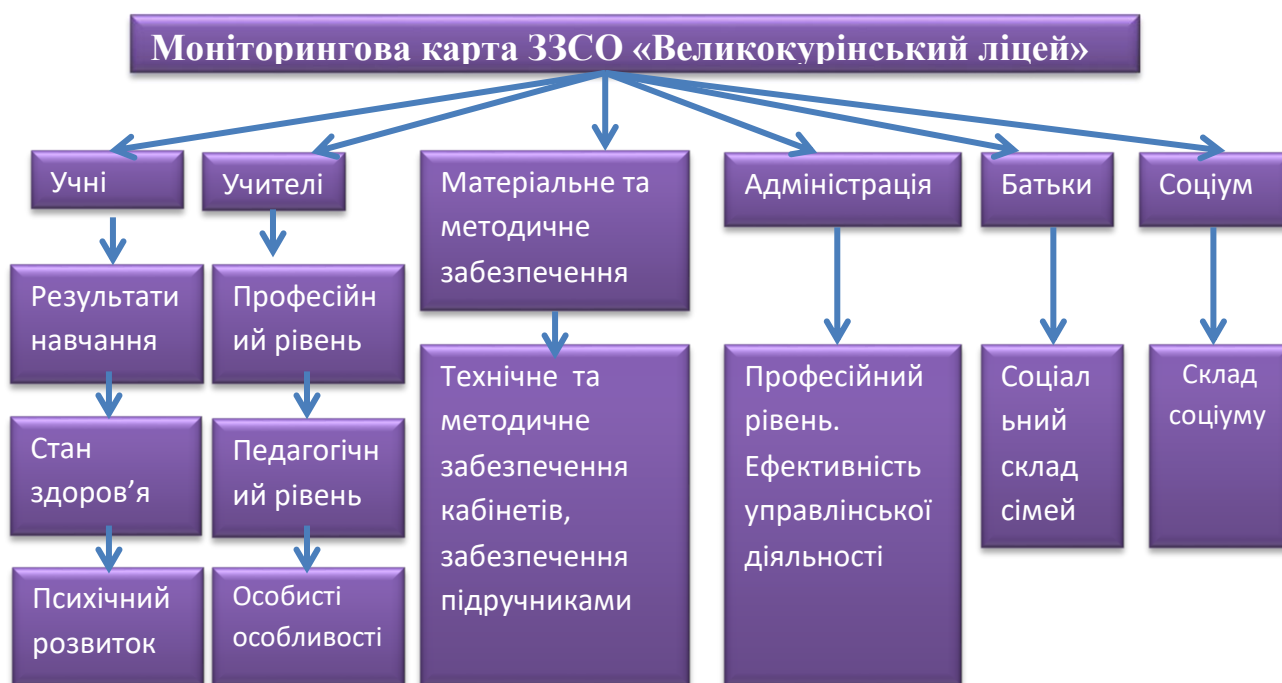 Моніторингова карта ЗЗСО «Великокурінський ліцей»
Учні
Учителі
Матеріальне та
методичне
забезпечення
Адміністрація
Батьки
Соціум
Результати
навчання
Стан
здоров’я
Психічний
розвиток
Професійн
ий рівень
Педагогічн
ий рівень
Особисті
особливості
Технічне та
методичне
забезпечення
кабінетів,
забезпечення
підручниками
Професійний
рівень.
Ефективність
управлінської
діяльності
Соціал
ьний
склад
сімей
Склад
соціуму